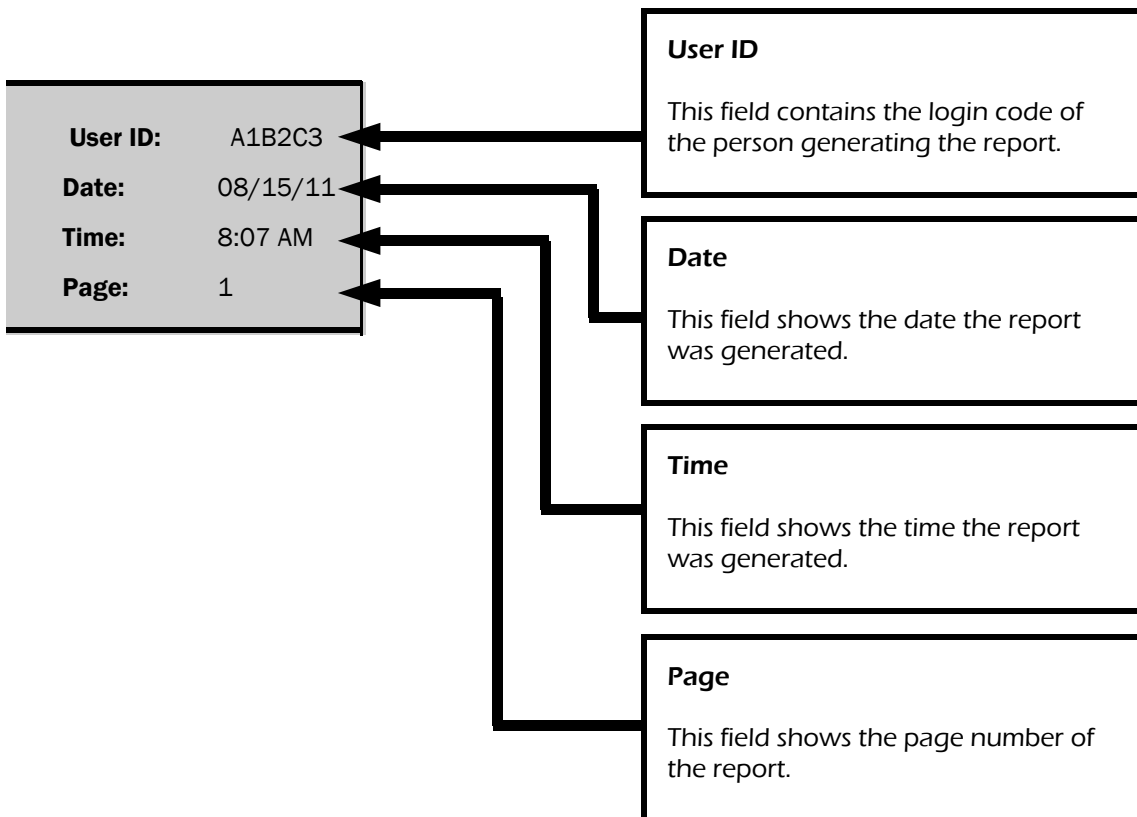 User ID: A1B2C3
Date: 08/15/11
Time: 8:07 AM
Page: 1
User ID
This field contains the login code of
the person generating the report.
Date
This field shows the date the report
was generated.
Time
This field shows the time the report
was generated.
Page
This field shows the page number of
the report.